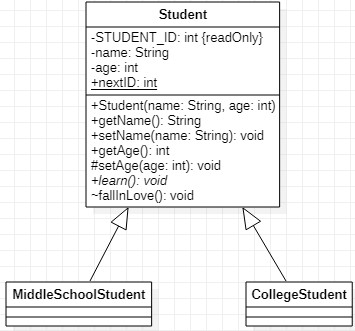 Student
-STUDENT_ID: int {readOnly}
-name: String
-age: int
+nextID: int
+Student(name: String, age: int)
+getName(): String
+setName(name: String): void
+getAge(): int
#setAge(age: int): void
+learn(): void
~fallInLove(): void
MiddleSchoolStudent
CollegeStudent